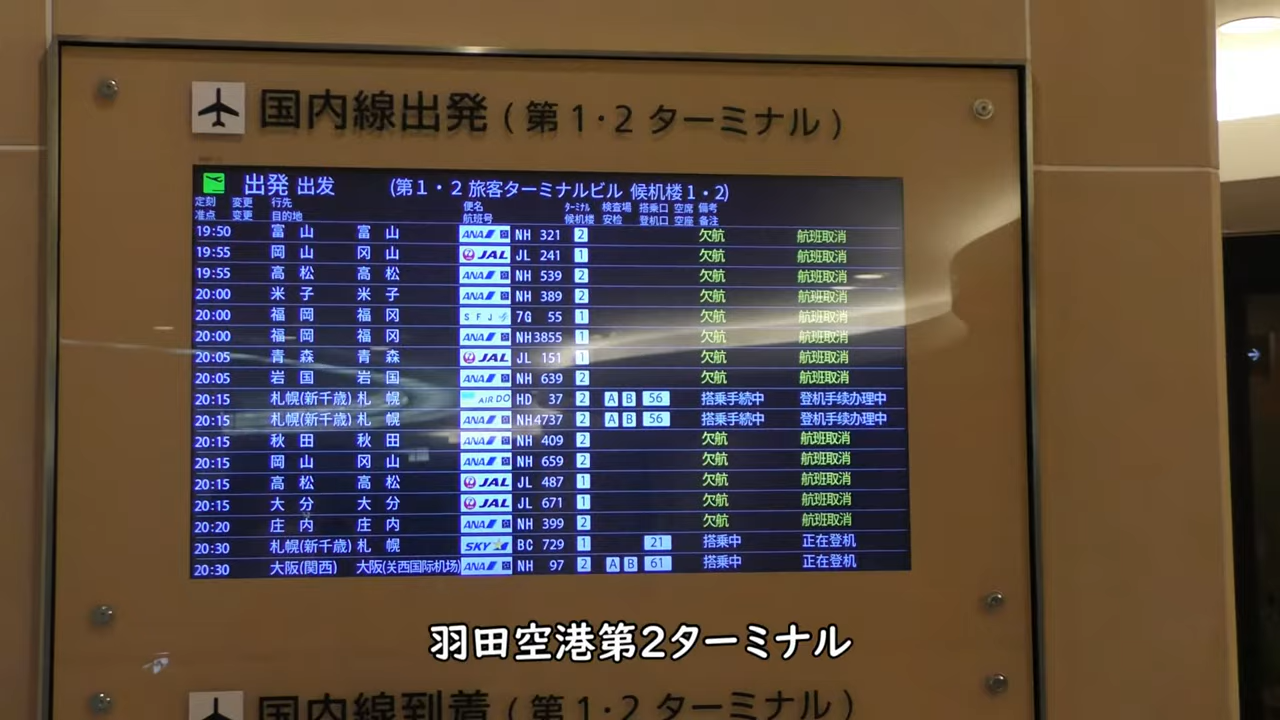 国内線出発(第1・2 ターミナル)
出発 出发 (第1・2 旅客ターミナルビル 候机楼 1・2)
定刻 変更 行先 便名 ターミナル 検査場 搭乗口 空席 備考
准点 変更 目的地 航班号 候机楼 安检 登机口 空座 备注
19:50 富 山 富 山 ANA NH 321 2 欠航 航班取消
19:55 岡 山 冈 山 JAL JL 241 1 欠航 航班取消
19:55 高 松 高 松 ANA NH 539 2 欠航 航班取消
20:00 米 子 米 子 ANA NH 389 2 欠航 航班取消
20:00 福 岡 福 冈 SFJ 7G 55 1 欠航 航班取消
20:00 福 岡 福 冈 ANA NH3855 1 欠航 航班取消
20:05 青 森 青 森 JAL JL 151 1 欠航 航班取消
20:05 岩 国 岩 国 ANA NH 639 2 欠航 航班取消
20:15 札幌(新千歳) 札 幌 AIRDO HD 37 2 A B 56 搭乗手続中 登机手续办理中
20:15 札幌(新千歳) 札 幌 ANA NH4737 2 A B 56 搭乗手続中 登机手续办理中
20:15 秋 田 秋 田 ANA NH 409 2 欠航 航班取消
20:15 岡 山 冈 山 ANA NH 659 2 欠航 航班取消
20:15 高 松 高 松 JAL JL 487 1 欠航 航班取消
20:15 大 分 大 分 JAL JL 671 1 欠航 航班取消
20:20 庄 内 庄 内 ANA NH 399 2 欠航 航班取消
20:30 札幌(新千歳) 札 幌 SKY BC 729 1 21 搭乗中 正在登机
20:30 大阪(関西) 大阪(关西国际机场) ANA NH 97 2 A B 61 搭乗中 正在登机
羽田空港第2ターミナル
国内線到着(第1・2 ターミナル)